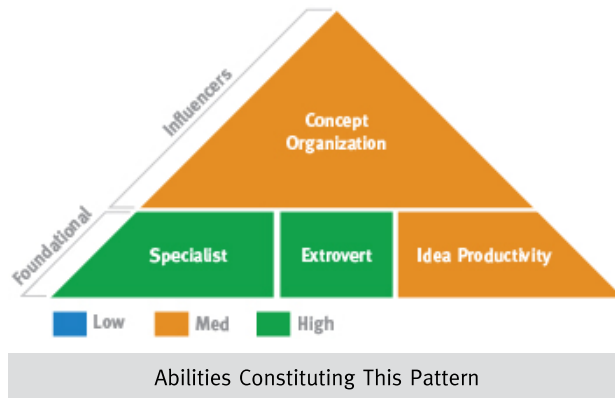 Influencers
Concept
Organization
Foundational
Specialist
Extrovert
Idea Productivity
Low
Med
High
Abilities Constituting This Pattern